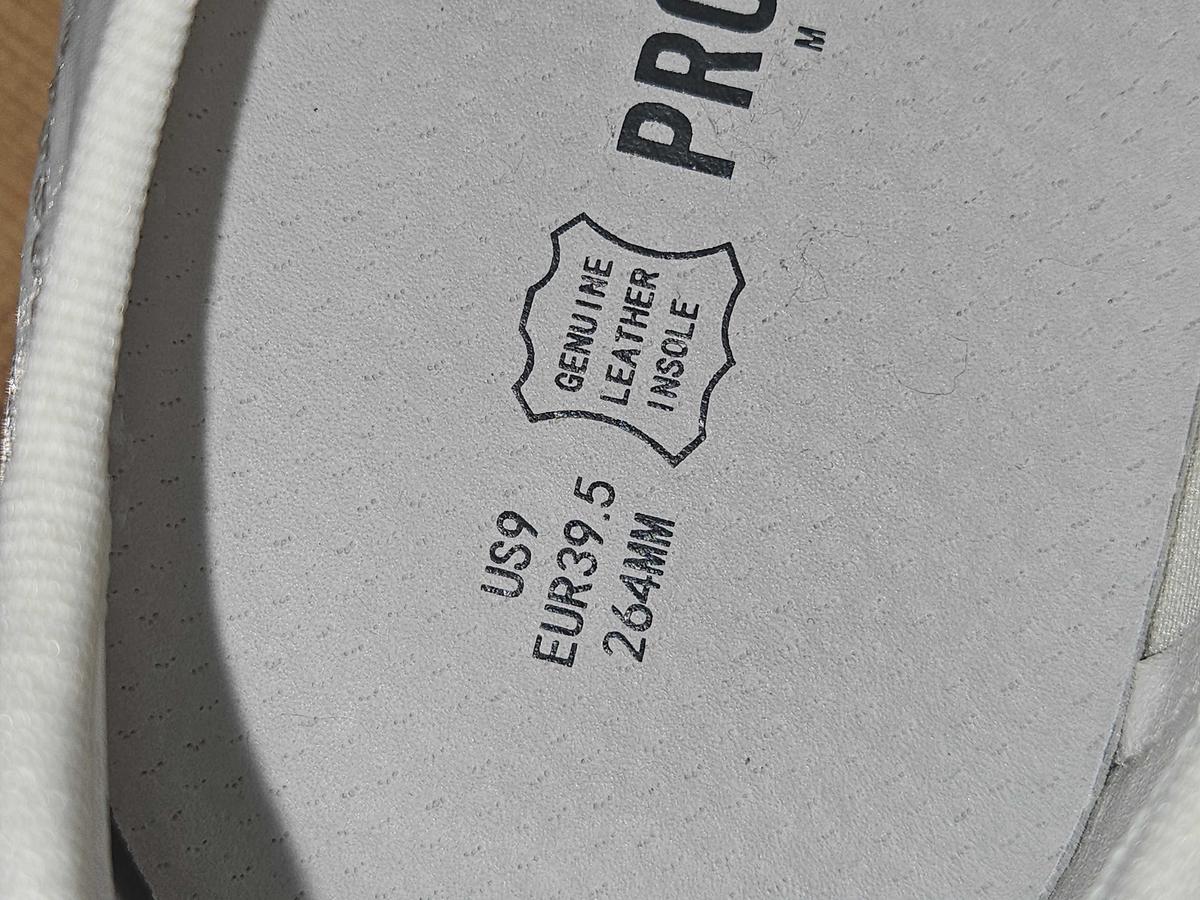 M
GENUINE
LEATHER
INSOLE
US9
EUR39.5
264MM